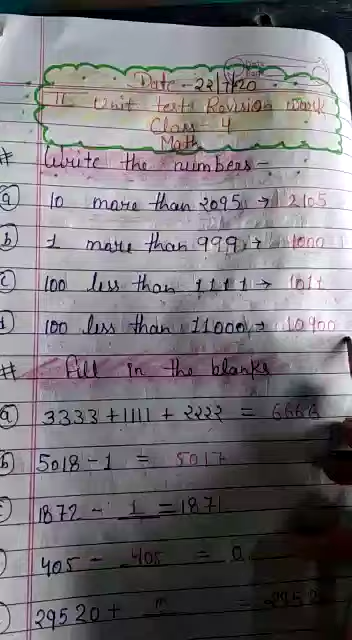 Date - 22/7/20
II Unit test Revision work
Class - 4
Math
# Write the numbers -
a 10 more than 2095 → 2105
b 1 more than 999 → 1000
c 100 less than 1111 → 1011
d 100 less than 11000 → 10900
# Fill in the blanks
a 3333 + 1111 + 2222 = 6666
b 5018 - 1 = 5017
1872 - 1 = 1871
405 - 405 = 0
29520 + = 2952